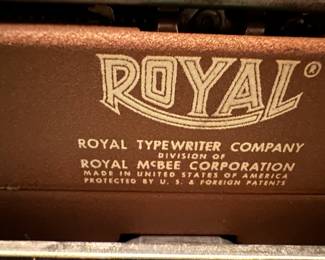 ROYAL®
ROYAL TYPEWRITER COMPANY
DIVISION OF
ROYAL McBEE CORPORATION
MADE IN UNITED STATES OF AMERICA
PROTECTED BY U. S. & FOREIGN PATENTS